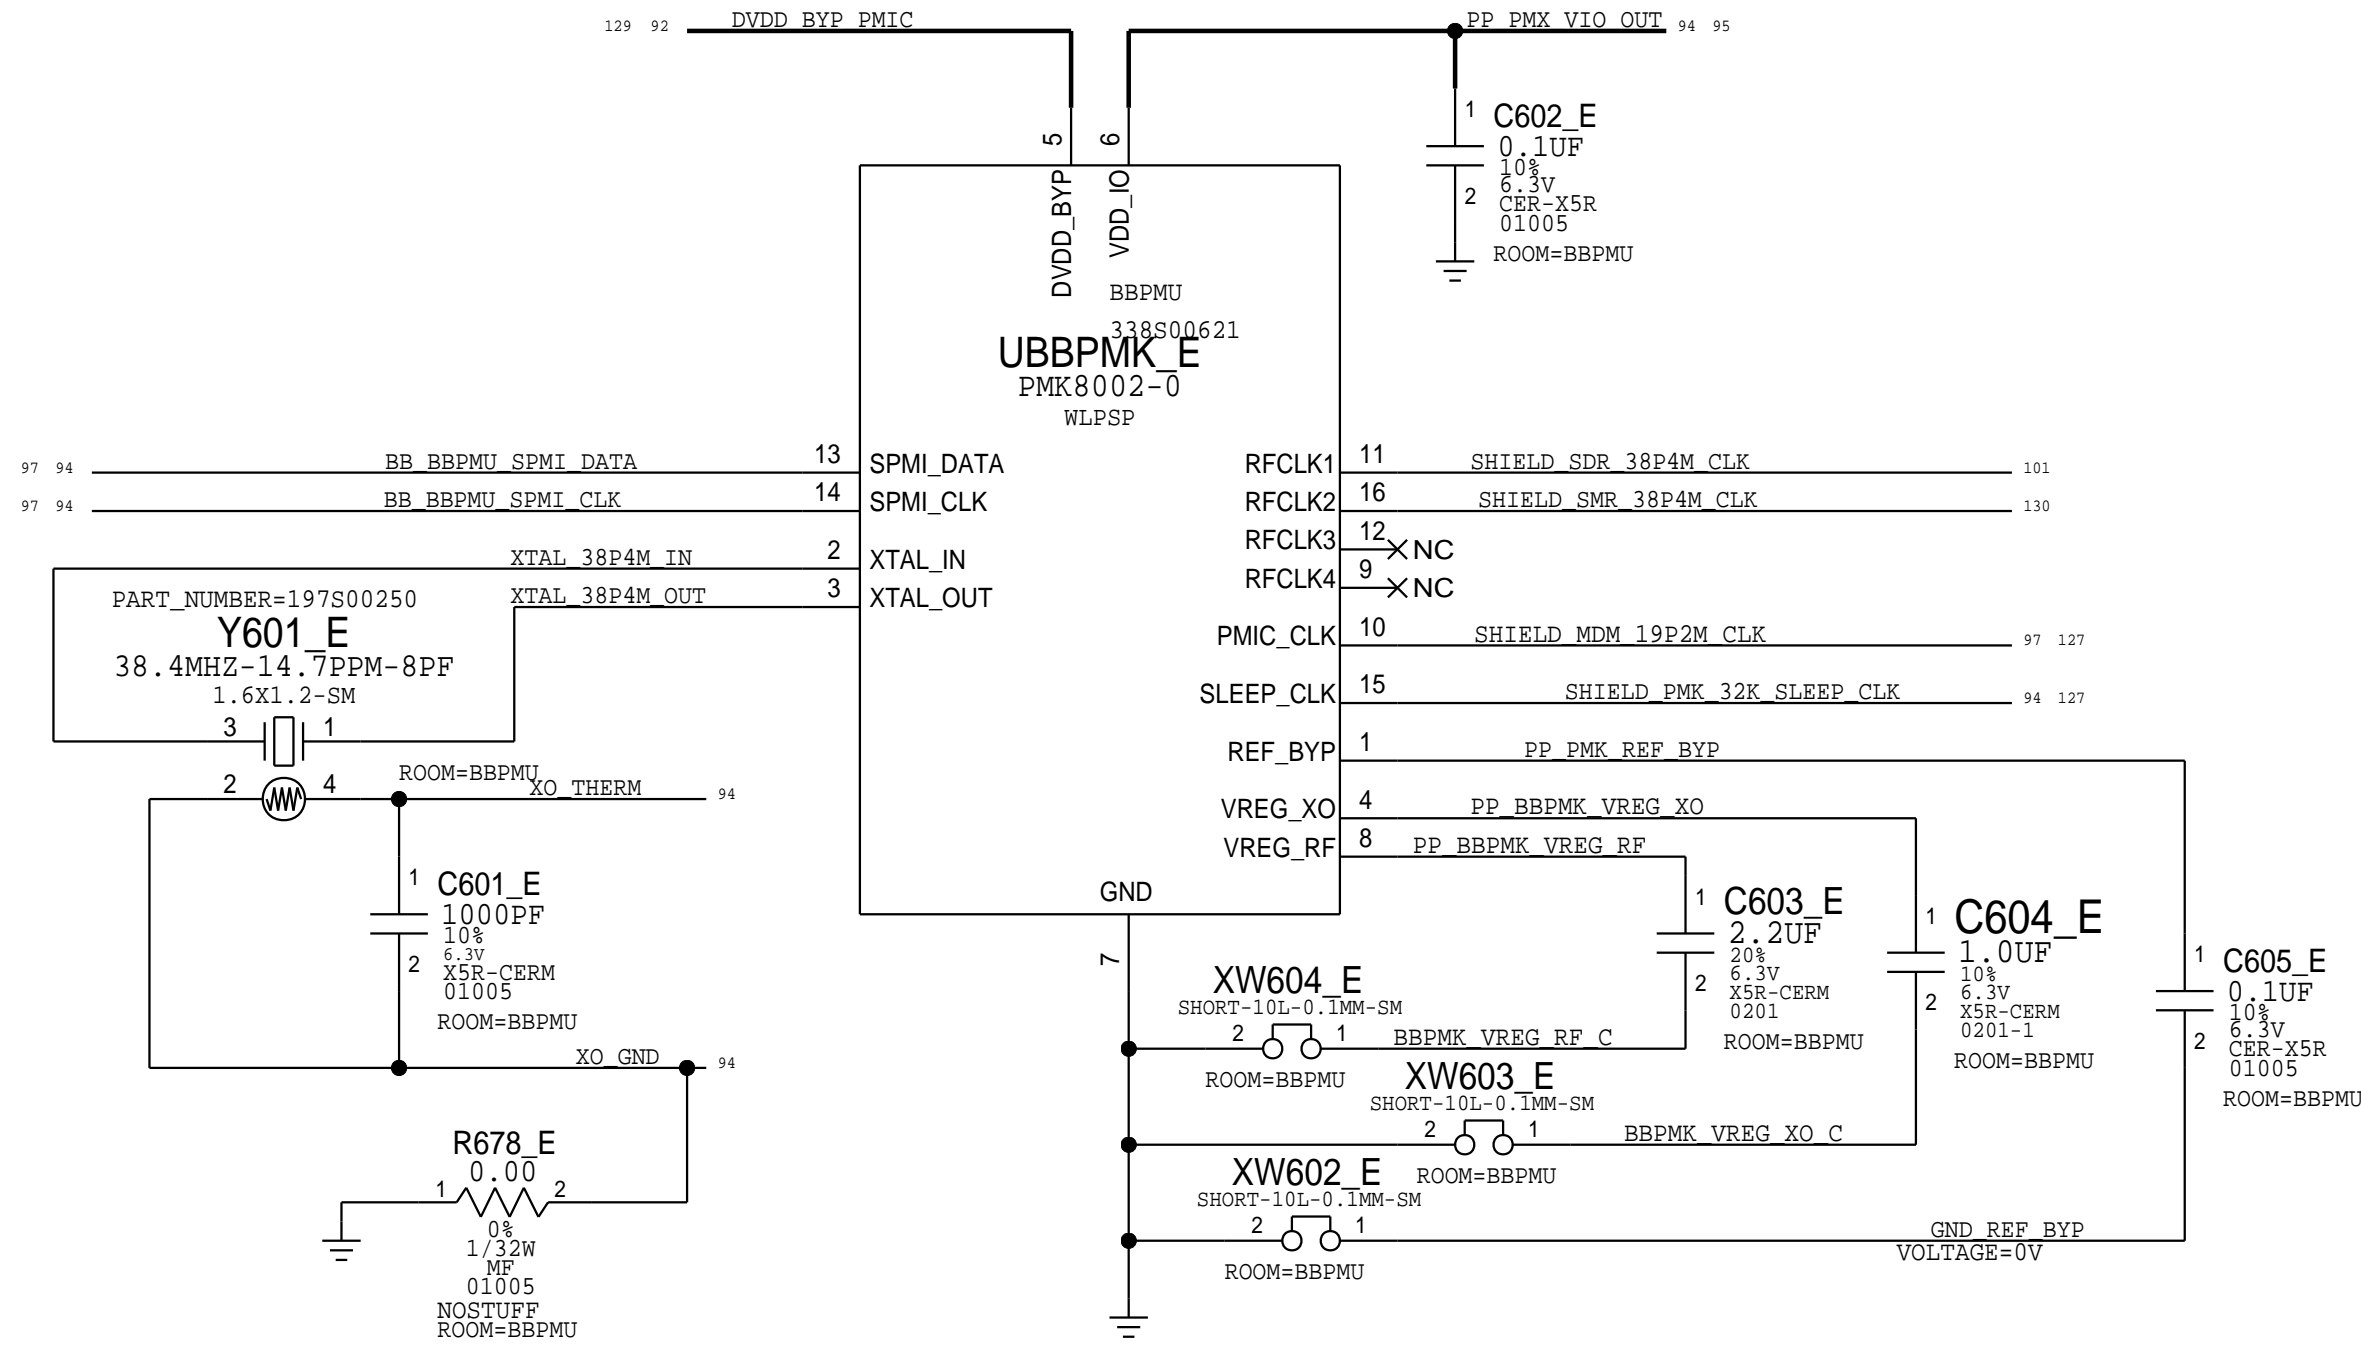 129 92 DVDD_BYP_PMIC
PP_PMX_VIO_OUT 94 95
5
6
1
C602_E
0.1UF
10%
6.3V
2
CER-X5R
01005
ROOM=BBPMU
DVDD_BYP
VDD_IO
BBPMU
338S00621
UBBPMK_E
PMK8002-0
WLPSP
97 94 BB_BBPMU_SPMI_DATA 13 SPMI_DATA
97 94 BB_BBPMU_SPMI_CLK 14 SPMI_CLK
XTAL_38P4M_IN 2 XTAL_IN
XTAL_38P4M_OUT 3 XTAL_OUT
RFCLK1 11 SHIELD_SDR_38P4M_CLK 101
RFCLK2 16 SHIELD_SMR_38P4M_CLK 130
RFCLK3 12 NC
RFCLK4 9 NC
PMIC_CLK 10 SHIELD_MDM_19P2M_CLK 97 127
SLEEP_CLK 15 SHIELD_PMK_32K_SLEEP_CLK 94 127
REF_BYP 1 PP_PMK_REF_BYP
VREG_XO 4 PP_BBPMK_VREG_XO
VREG_RF 8 PP_BBPMK_VREG_RF
GND
7
PART_NUMBER=197S00250
Y601_E
38.4MHZ-14.7PPM-8PF
1.6X1.2-SM
3 1
ROOM=BBPMU
2 4 XO_THERM 94
1
C601_E
1000PF
10%
6.3V
2
X5R-CERM
01005
ROOM=BBPMU
XO_GND 94
R678_E
0.00
1 2
0%
1/32W
MF
01005
NOSTUFF
ROOM=BBPMU
1
C603_E
2.2UF
20%
6.3V
2
X5R-CERM
0201
ROOM=BBPMU
1
C604_E
1.0UF
10%
6.3V
2
X5R-CERM
0201-1
ROOM=BBPMU
1
C605_E
0.1UF
10%
6.3V
2
CER-X5R
01005
ROOM=BBPMU
XW604_E
SHORT-10L-0.1MM-SM
2 1 BBPMK_VREG_RF_C
ROOM=BBPMU
XW603_E
SHORT-10L-0.1MM-SM
2 1 BBPMK_VREG_XO_C
ROOM=BBPMU
XW602_E
SHORT-10L-0.1MM-SM
2 1 GND_REF_BYP
VOLTAGE=0V
ROOM=BBPMU